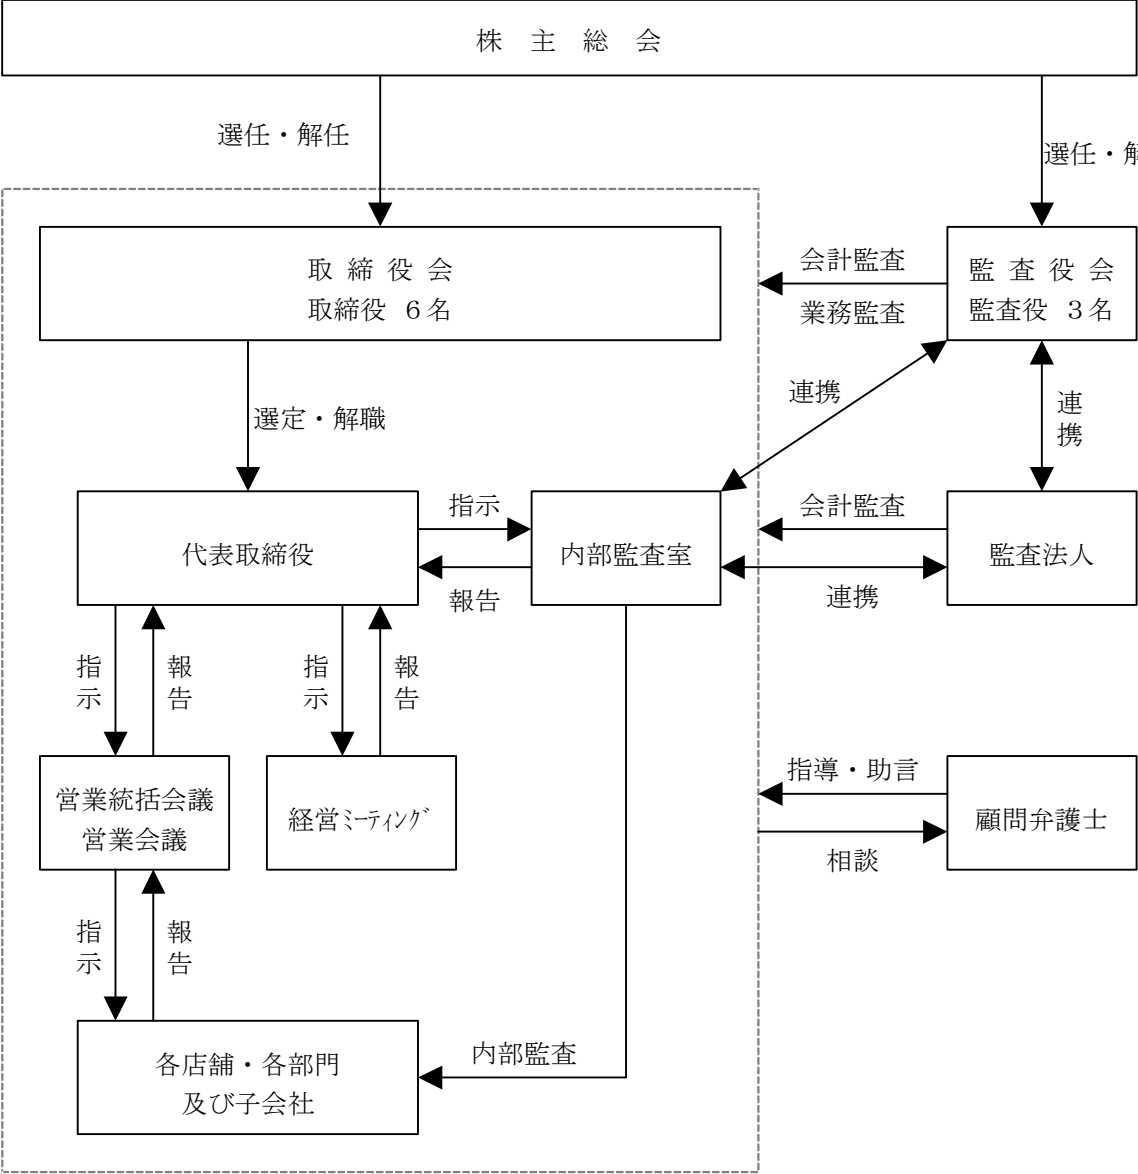 株 主 総 会
選任・解任
選任・解
取 締 役 会
取締役 6名
会計監査
業務監査
監 査 役 会
監査役 3名
連携
連携
選定・解職
代表取締役
指示
報告
内部監査室
会計監査
連携
監査法人
指示
報告
指示
報告
営業統括会議
営業会議
経営ミーティング
指導・助言
相談
顧問弁護士
指示
報告
各店舗・各部門
及び子会社
内部監査